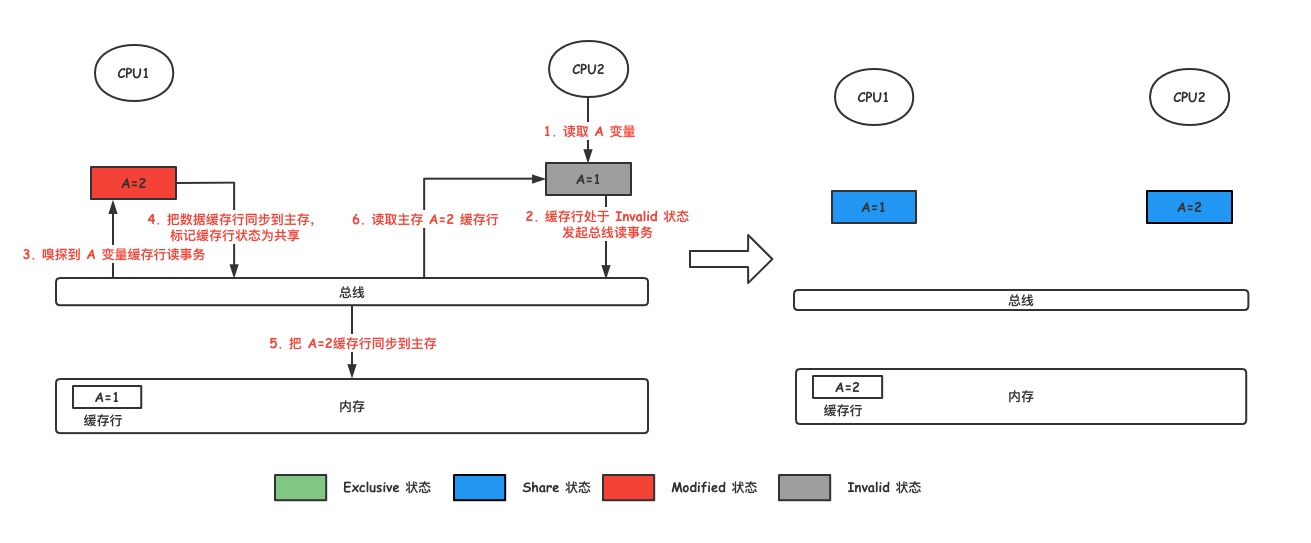 CPU1
CPU2
CPU1
CPU2
1. 读取 A 变量
A=2
A=1
A=1
A=2
4. 把数据缓存行同步到主存,
标记缓存行状态为共享
6. 读取主存 A=2 缓存行
2. 缓存行处于 Invalid 状态
发起总线读事务
3. 嗅探到 A 变量缓存行读事务
总线
总线
5. 把 A=2缓存行同步到主存
A=1
缓存行
内存
A=2
缓存行
内存
Exclusive 状态
Share 状态
Modified 状态
Invalid 状态